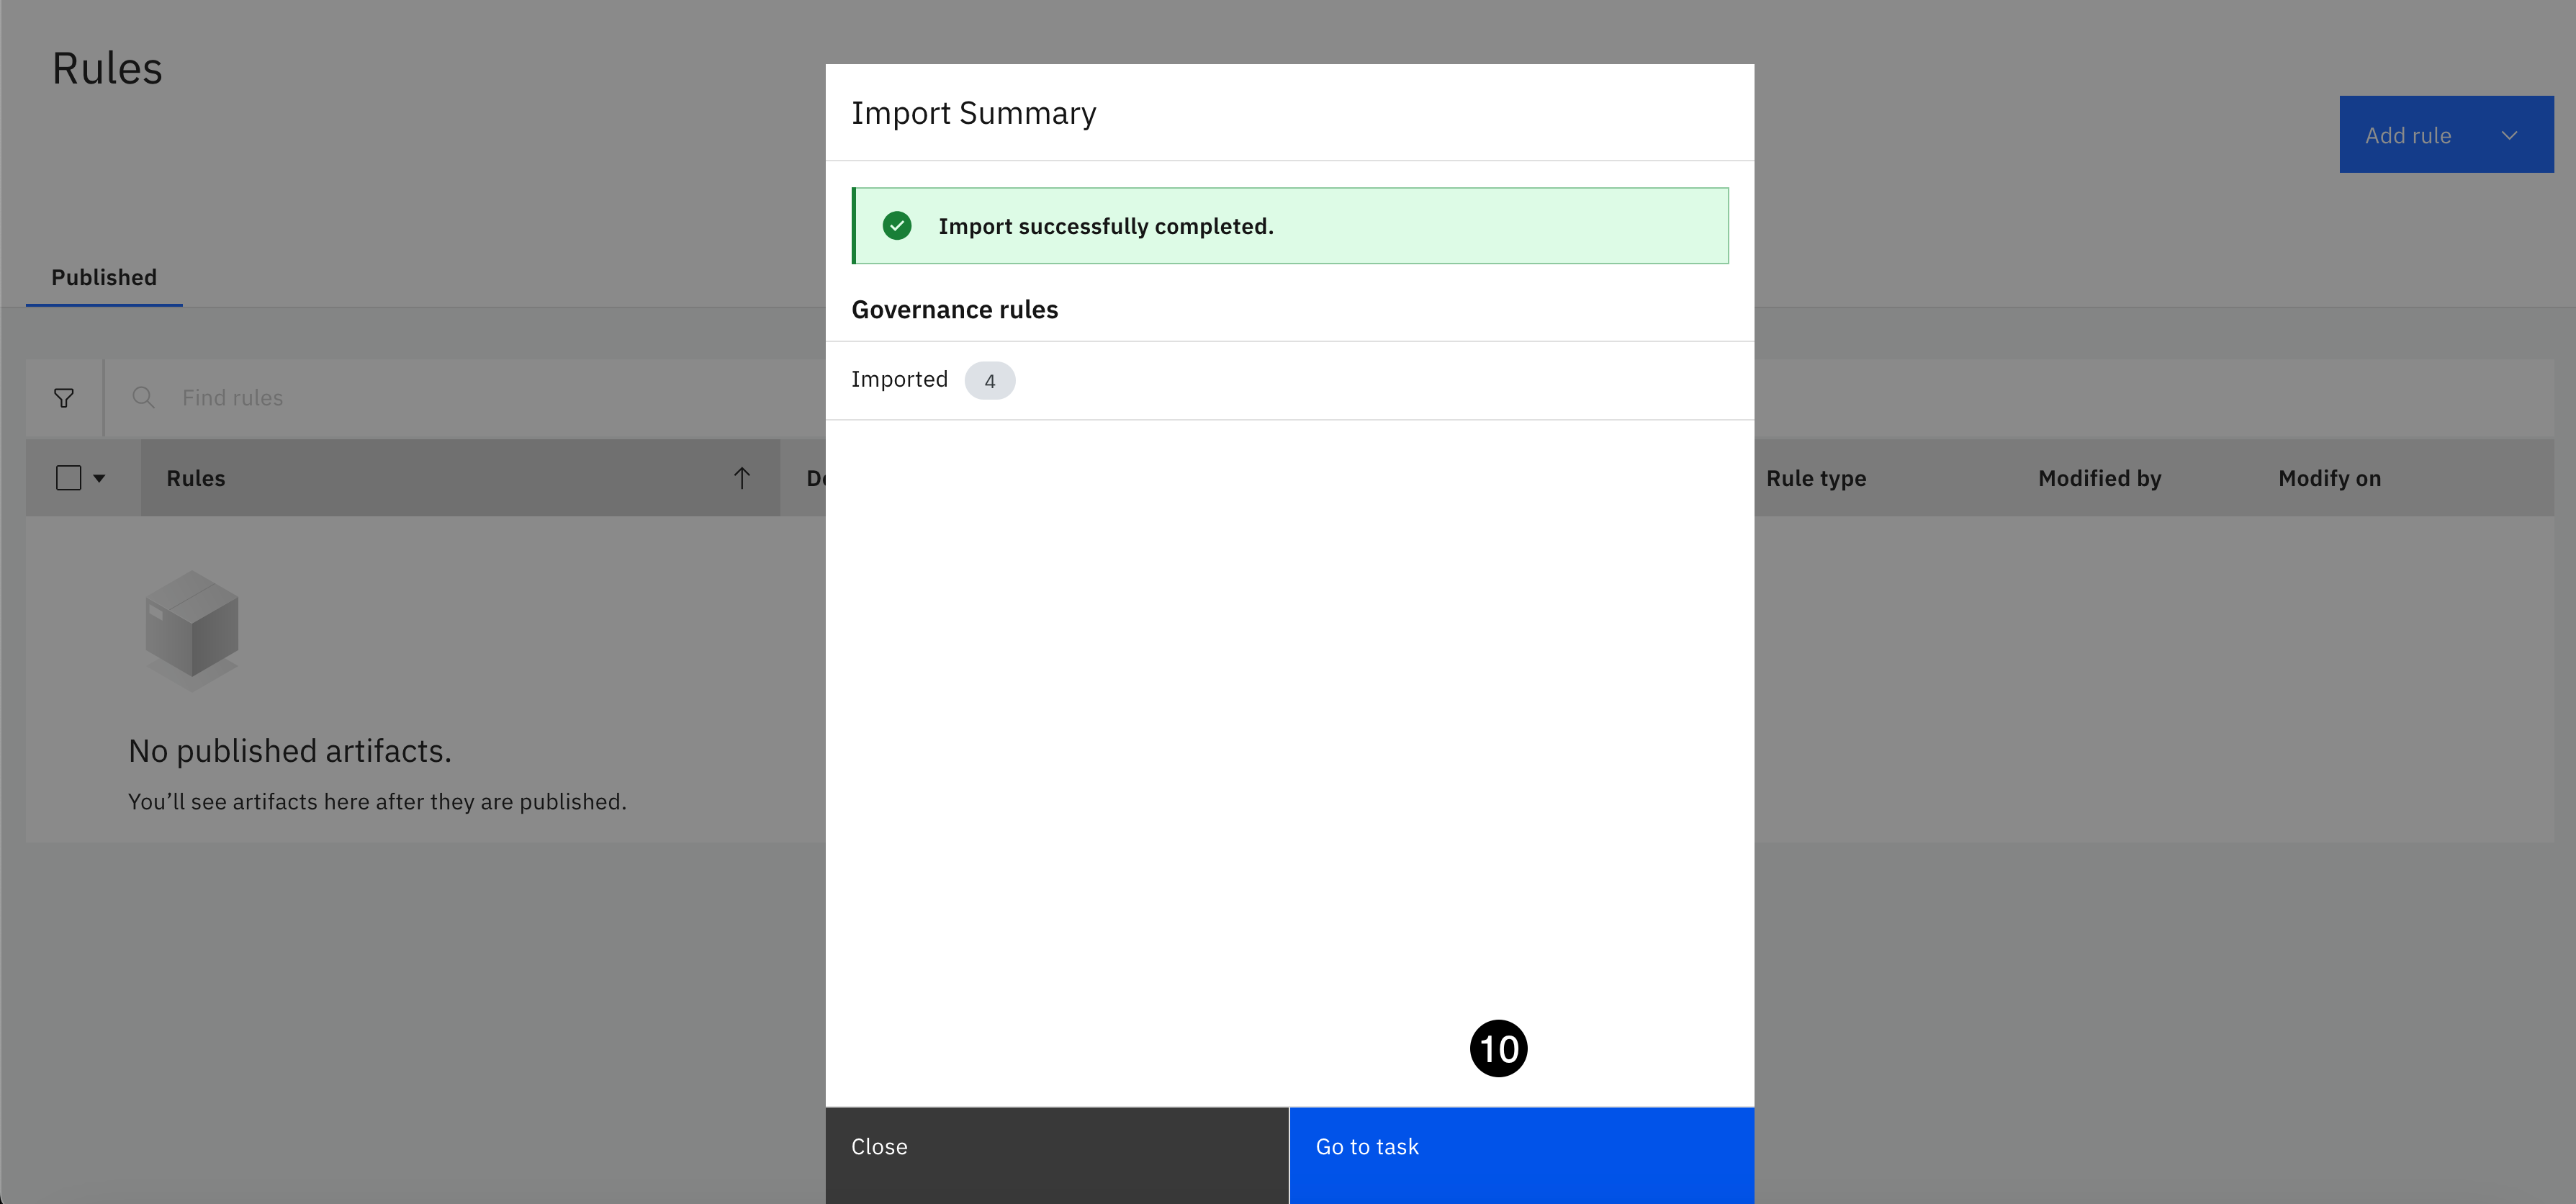 Rules
Add rule
Published
Find rules
Rules
Rule type
Modified by
Modify on
No published artifacts.
You’ll see artifacts here after they are published.
Import Summary
Import successfully completed.
Governance rules
Imported 4
10
Close
Go to task